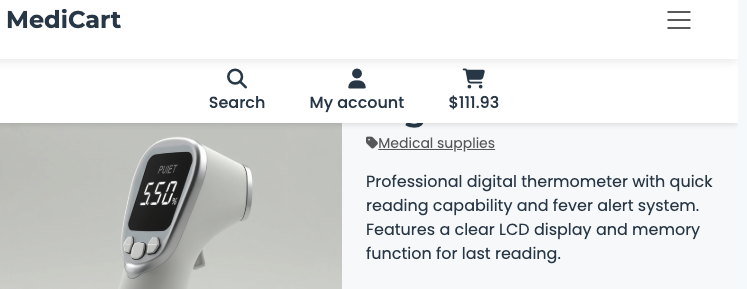 MediCart
Search
My account
$111.93
Medical supplies
Professional digital thermometer with quick
reading capability and fever alert system.
Features a clear LCD display and memory
function for last reading.
PUIET
5.50%